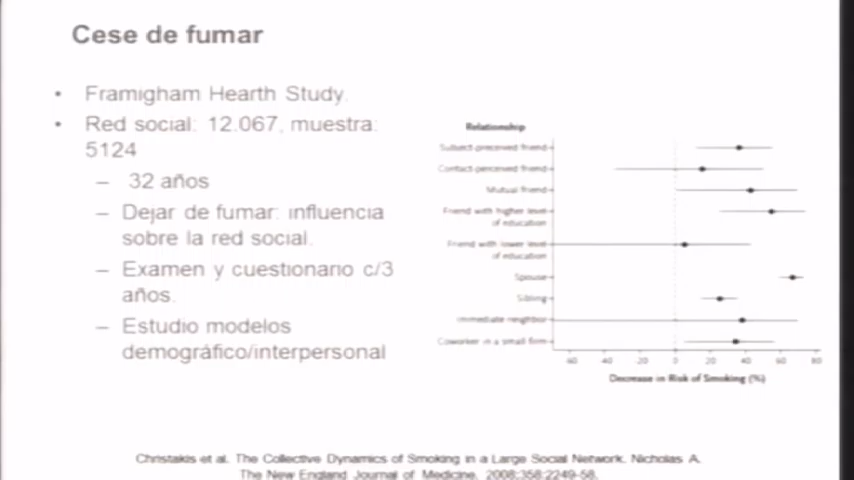 Cese de fumar
• Framigham Hearth Study.
• Red social: 12.067, muestra:
5124
– 32 años
– Dejar de fumar: influencia
sobre la red social.
– Examen y cuestionario c/3
años.
– Estudio modelos
demográfico/interpersonal
Relationship
Subject-perceived friend
Contact-perceived friend
Mutual friend
Friend with higher level
of education
Friend with lower level
of education
Spouse
Sibling
Immediate neighbor
Coworker in a small firm
60 40 20 0 20 40 60 80
Decrease in Risk of Smoking (%)
Christakis et al. The Collective Dynamics of Smoking in a Large Social Network. Nicholas A.
The New England Journal of Medicine, 2008;358:2249-58.